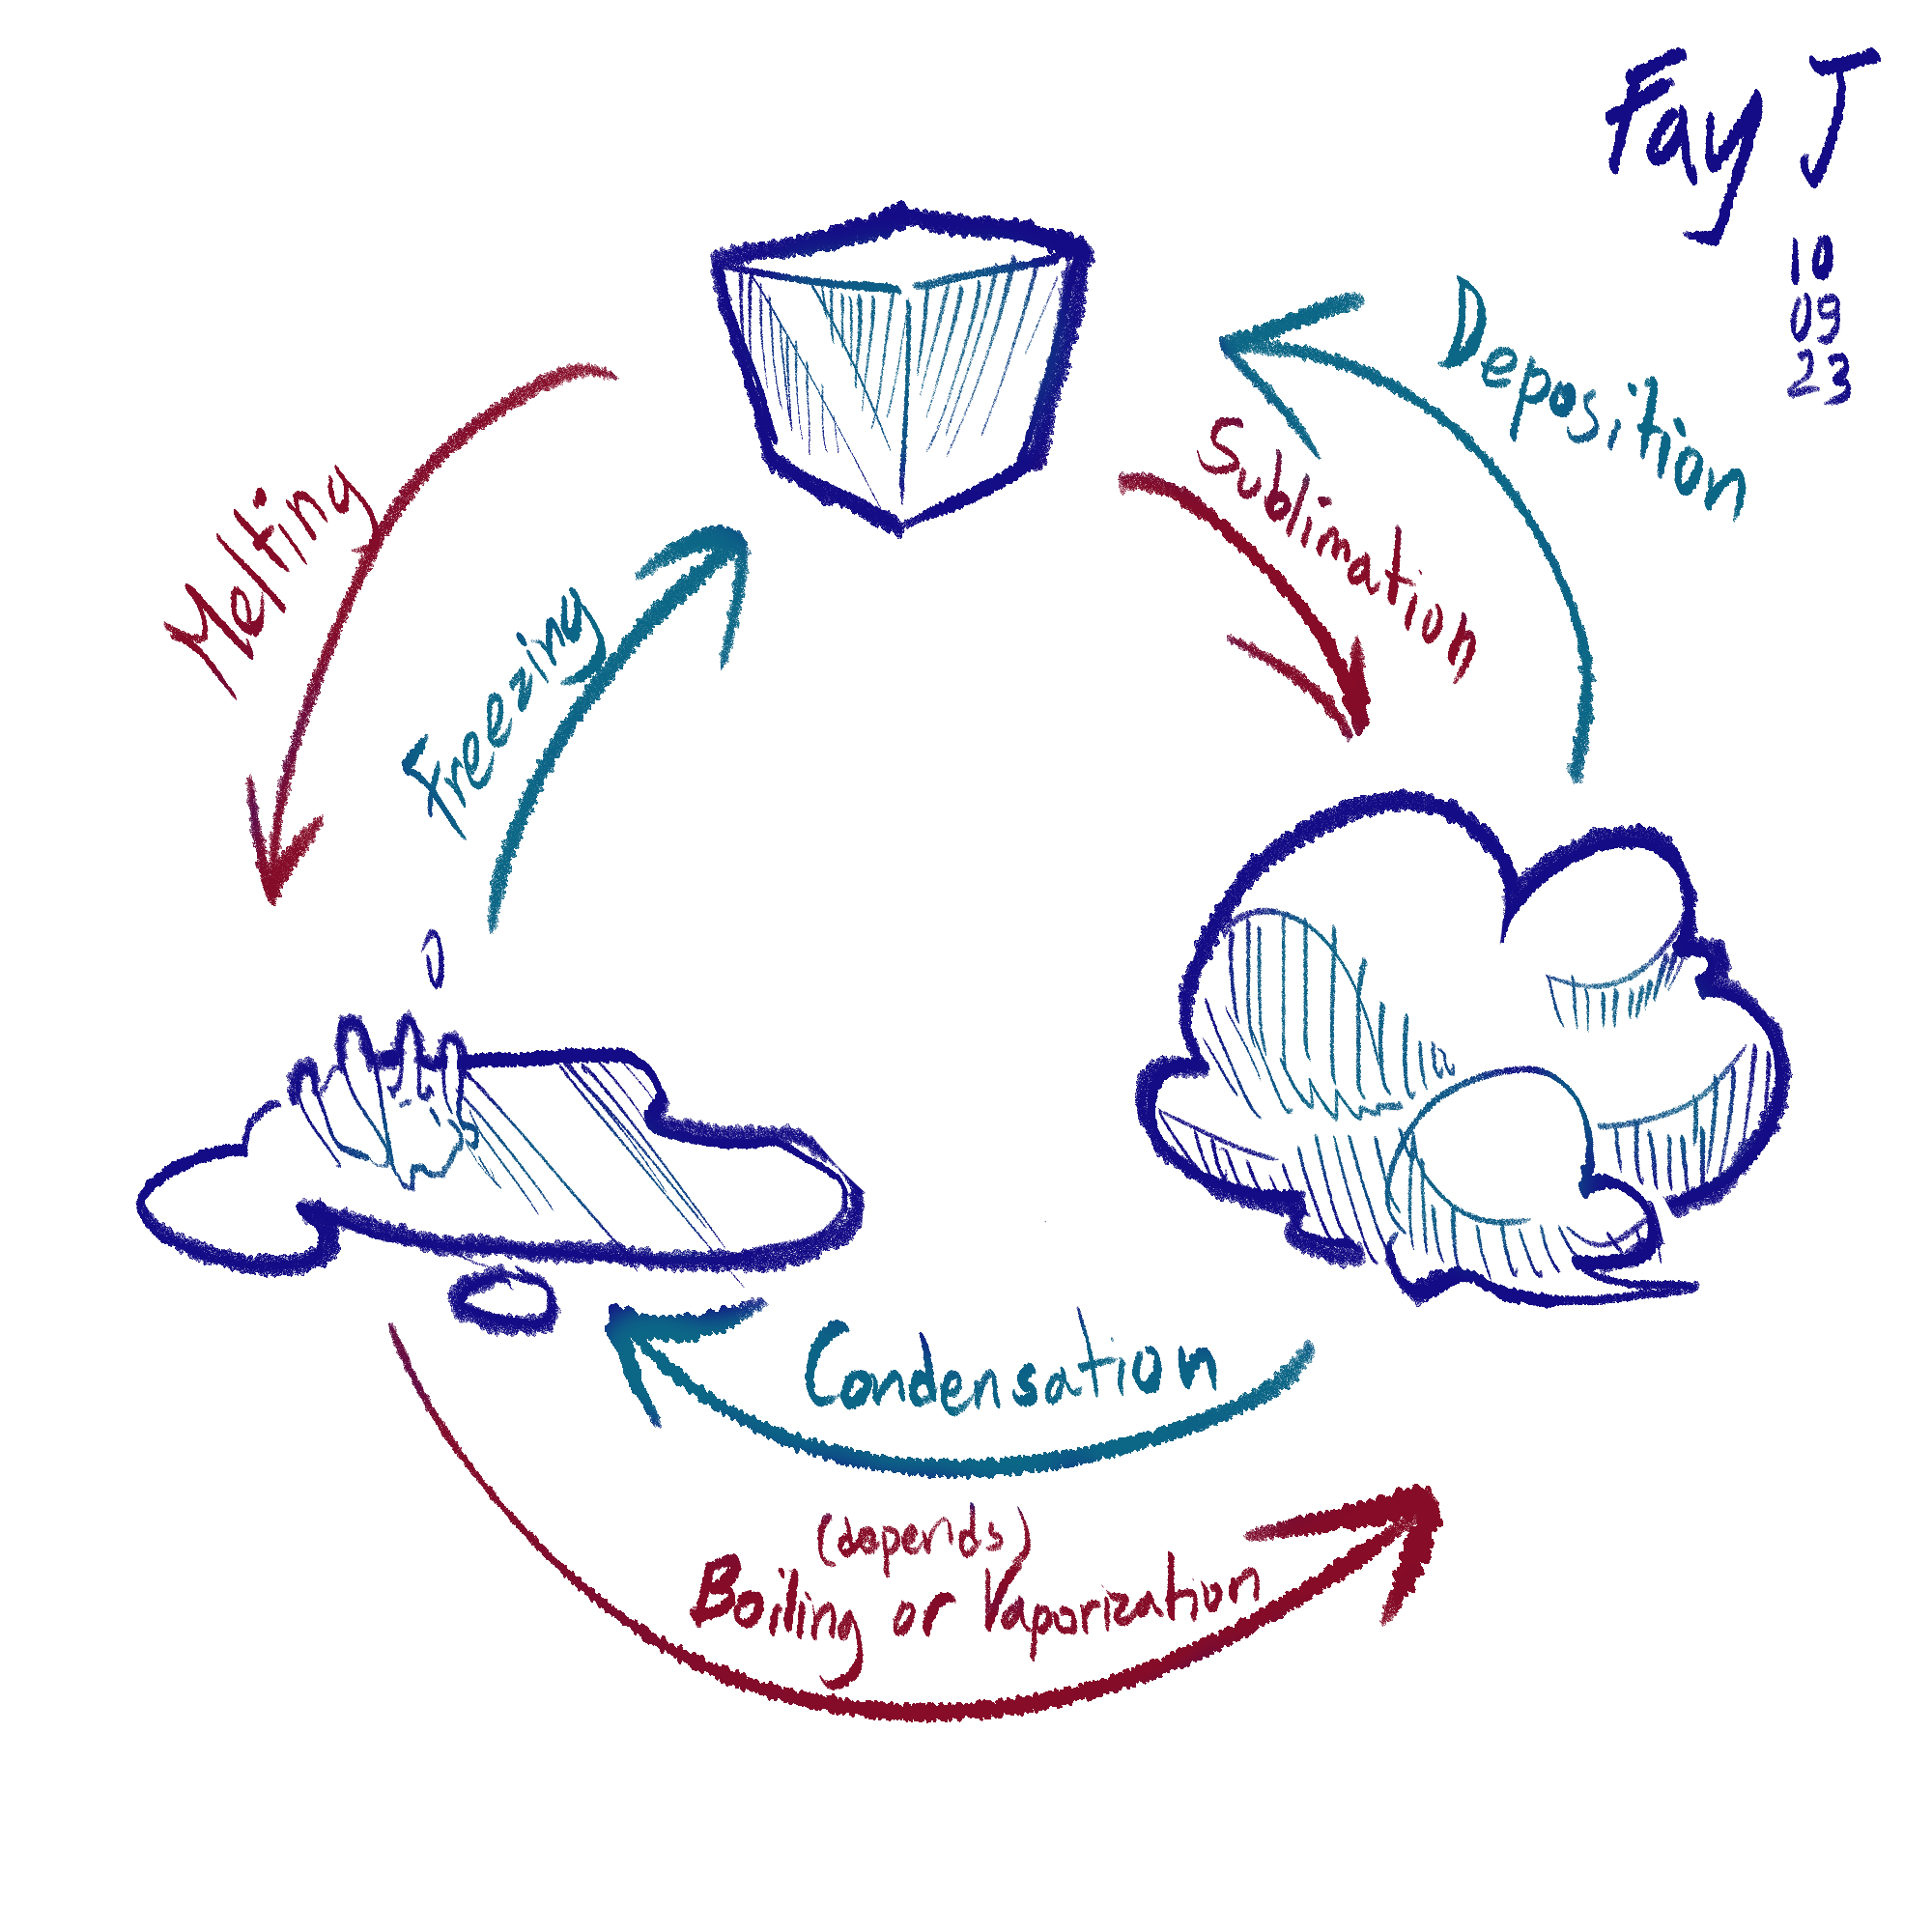 Fay J
10
09
23
Deposition
Sublimation
Melting
Freezing
Condensation
(depends)
Boiling or Vaporization